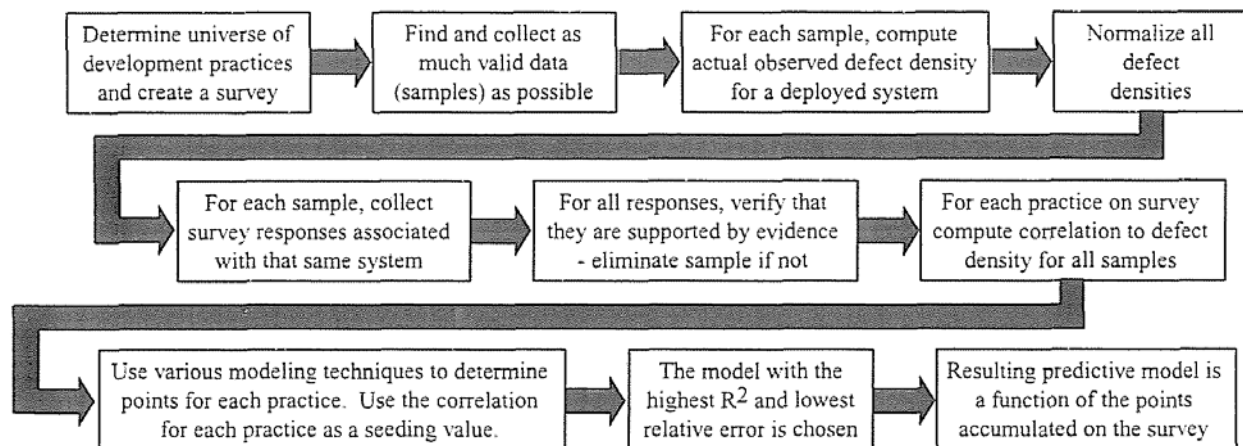 Determine universe of
development practices
and create a survey
Find and collect as
much valid data
(samples) as possible
For each sample, compute
actual observed defect density
for a deployed system
Normalize all
defect
densities
For each sample, collect
survey responses associated
with that same system
For all responses, verify that
they are supported by evidence
- eliminate sample if not
For each practice on survey
compute correlation to defect
density for all samples
Use various modeling techniques to determine
points for each practice. Use the correlation
for each practice as a seeding value.
The model with the
highest R² and lowest
relative error is chosen
Resulting predictive model is
a function of the points
accumulated on the survey